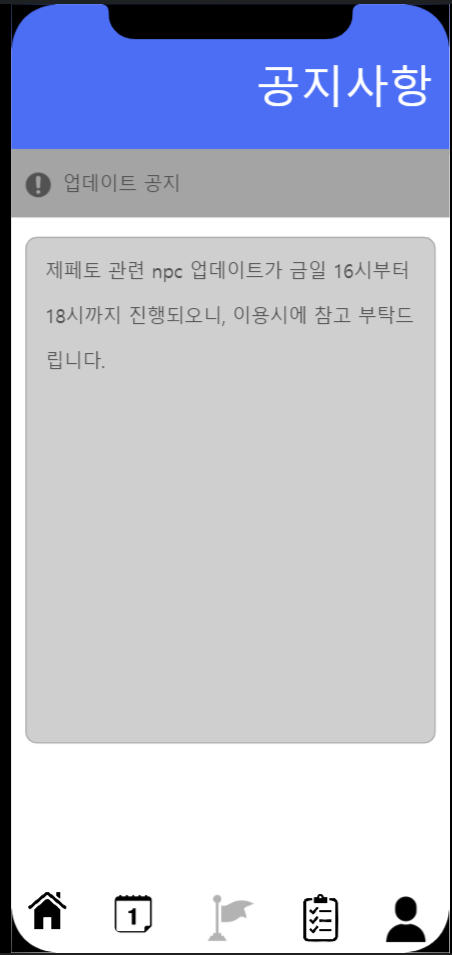 공지사항
업데이트 공지
제페토 관련 npc 업데이트가 금일 16시부터
18시까지 진행되오니, 이용시에 참고 부탁드
립니다.
1